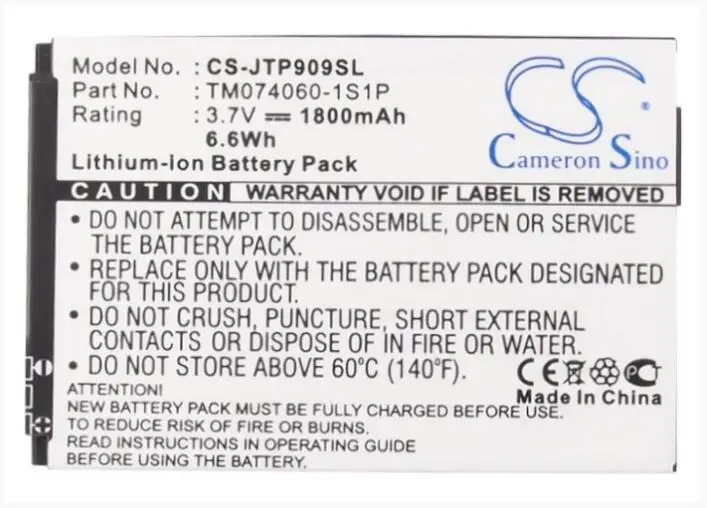 Model No. : CS-JTP909SL
Part No. : TM074060-1S1P
Rating : 3.7V ⎓ 1800mAh
6.6Wh
Lithium-ion Battery Pack
CS
Cameron Sino
CAUTION WARRANTY VOID IF LABEL IS REMOVED
• DO NOT ATTEMPT TO DISASSEMBLE, OPEN OR SERVICE
THE BATTERY PACK.
• REPLACE ONLY WITH THE BATTERY PACK DESIGNATED
FOR THIS PRODUCT.
• DO NOT CRUSH, PUNCTURE, SHORT EXTERNAL
CONTACTS OR DISPOSE OF IN FIRE OR WATER.
• DO NOT STORE ABOVE 60°C (140°F).
CE PCT
Made In China
ATTENTION!
NEW BATTERY PACK MUST BE FULLY CHARGED BEFORE USE.
TO REDUCE RISK OF FIRE OR BURNS.
READ INSTRUCTIONS IN OPERATING GUIDE
BEFORE USING BATTERY PACK.